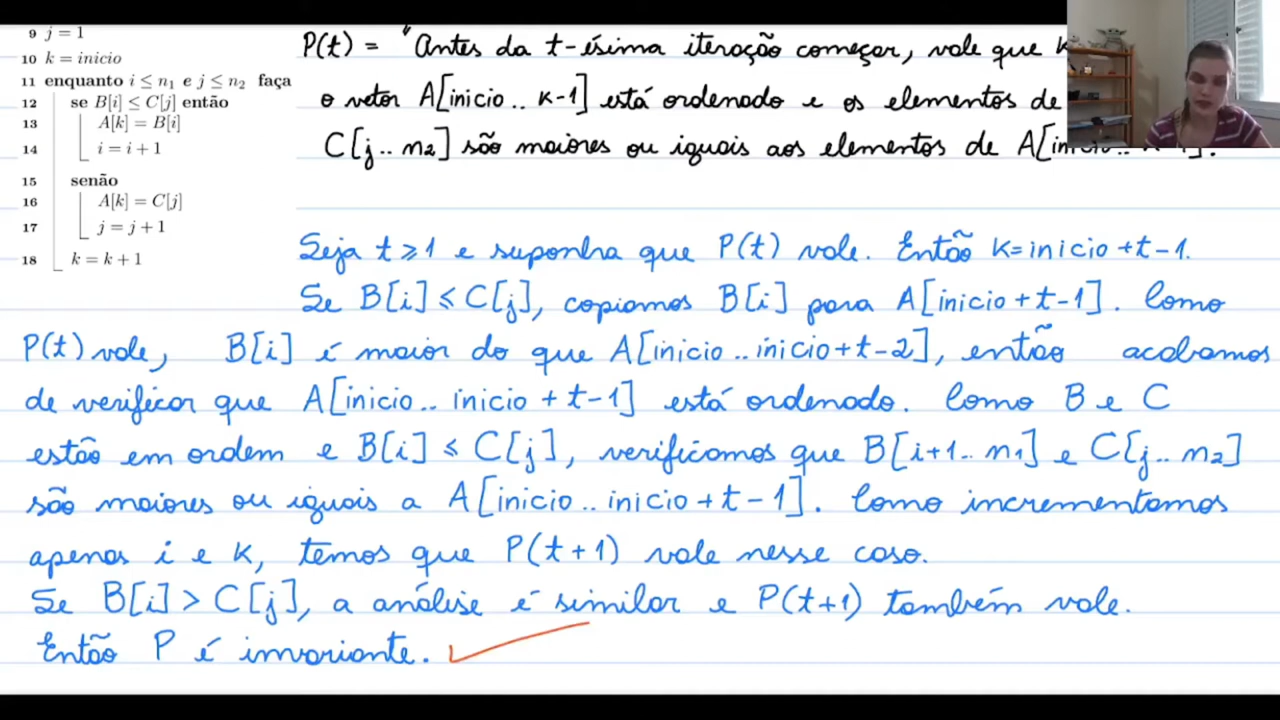 9 j = 1
10 k = inicio
11 enquanto i ≤ n₁ e j ≤ n₂ faça
12 se B[i] ≤ C[j] então
13 A[k] = B[i]
14 i = i + 1
15 senão
16 A[k] = C[j]
17 j = j + 1
18 k = k + 1
P(t) = "Antes da t-ésima iteração começar, vale que
o vetor A[inicio..k-1] está ordenado e os elementos de
C[j..n₂] são maiores ou iguais aos elementos de
Seja t ≥ 1 e suponha que P(t) vale. Então k=inicio+t-1.
Se B[i] ≤ C[j], copiamos B[i] para A[inicio+t-1]. Como
P(t) vale, B[i] é maior do que A[inicio..inicio+t-2], então acabamos
de verificar que A[inicio.. inicio + t-1] está ordenado. Como B e C
estão em ordem e B[i] ≤ C[j], verificamos que B[i+1..n₁] e C[j..n₂]
são maiores ou iguais a A[inicio..inicio+t-1]. Como incrementamos
apenas i e k, temos que P(t+1) vale nesse caso.
Se B[i] > C[j], a análise é similar e P(t+1) também vale.
Então P é invariante.